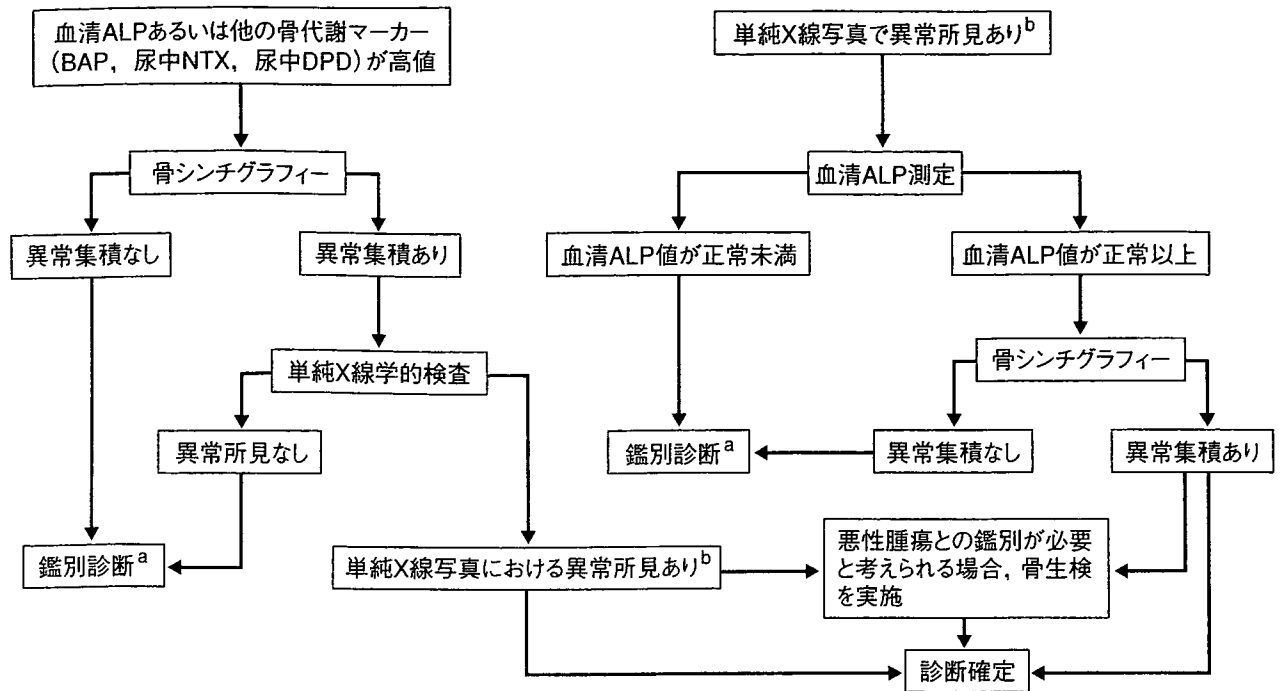 血清ALPあるいは他の骨代謝マーカー
(BAP, 尿中NTX, 尿中DPD)が高値
単純X線写真で異常所見ありb
骨シンチグラフィー
血清ALP測定
異常集積なし
異常集積あり
血清ALP値が正常未満
血清ALP値が正常以上
単純X線学的検査
骨シンチグラフィー
異常所見なし
鑑別診断a
異常集積なし
異常集積あり
鑑別診断a
単純X線写真における異常所見ありb
悪性腫瘍との鑑別が必要
と考えられる場合, 骨生検
を実施
診断確定